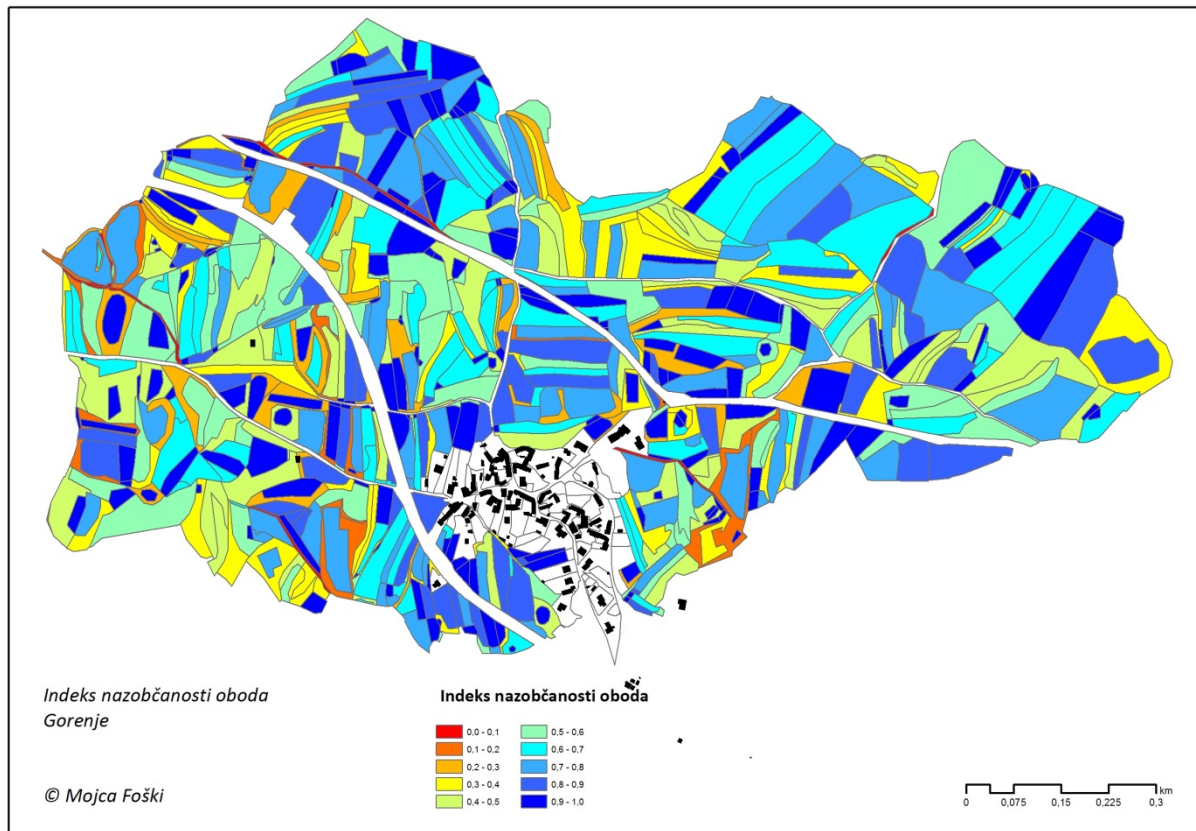 Indeks nazobčanosti oboda
Gorenje
© Mojca Foški
Indeks nazobčanosti oboda
0,0 - 0,1
0,1 - 0,2
0,2 - 0,3
0,3 - 0,4
0,4 - 0,5
0,5 - 0,6
0,6 - 0,7
0,7 - 0,8
0,8 - 0,9
0,9 - 1,0
km
0 0,075 0,15 0,225 0,3